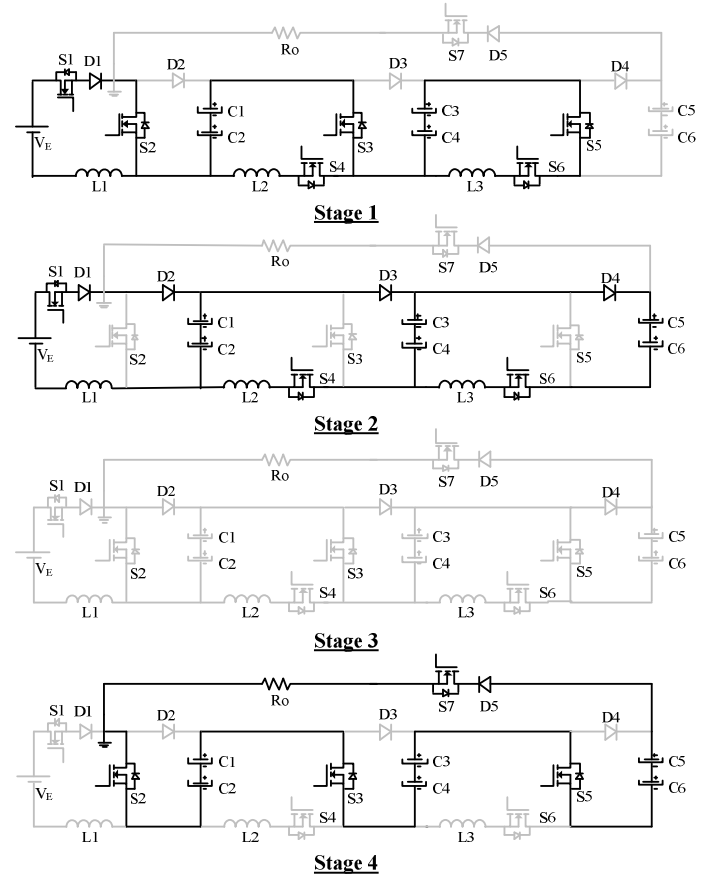 S1 D1 D2 Ro D3 S7 D5 D4
VE S2 C1 C2 S3 C3 C4 S5 C5 C6
L1 L2 S4 L3 S6
Stage 1
S1 D1 D2 Ro D3 S7 D5 D4
VE S2 C1 C2 S3 C3 C4 S5 C5 C6
L1 L2 S4 L3 S6
Stage 2
S1 D1 D2 Ro D3 S7 D5 D4
VE S2 C1 C2 S3 C3 C4 S5 C5 C6
L1 L2 S4 L3 S6
Stage 3
S1 D1 D2 Ro D3 S7 D5 D4
VE S2 C1 C2 S3 C3 C4 S5 C5 C6
L1 L2 S4 L3 S6
Stage 4